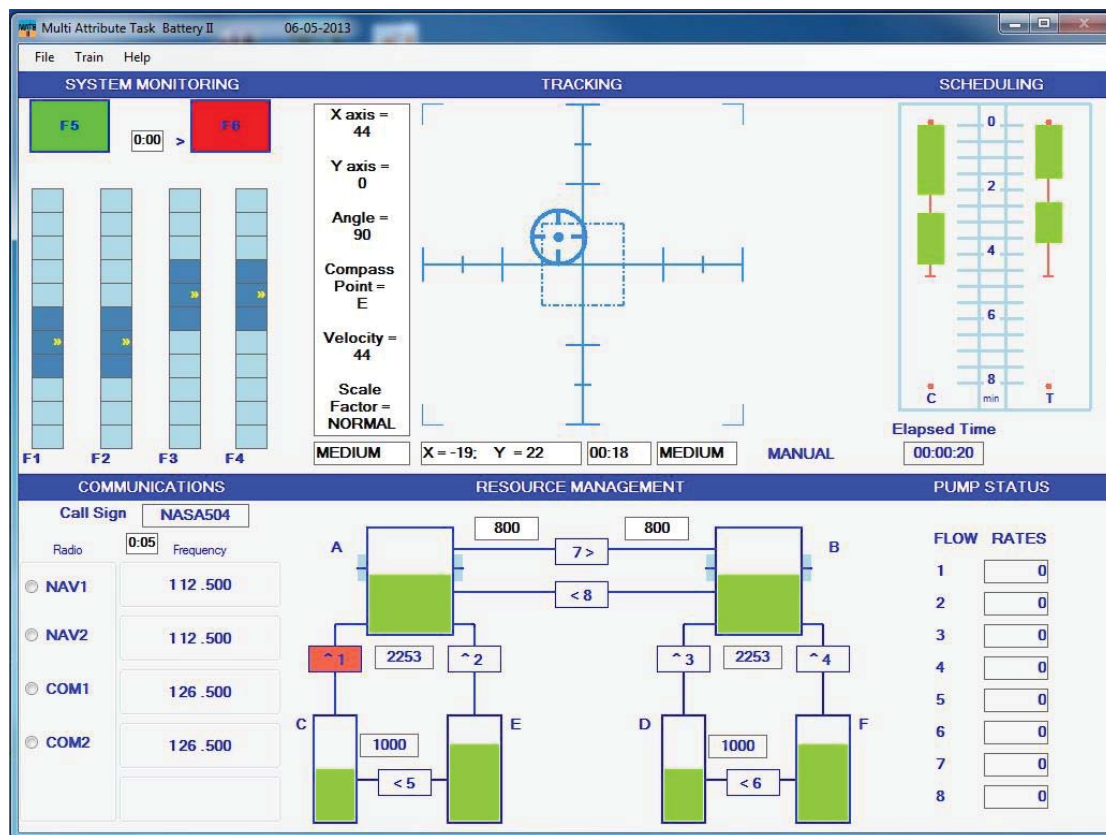 Multi Attribute Task Battery II 06-05-2013
File Train Help
SYSTEM MONITORING
TRACKING
SCHEDULING
F5
0:00 >
F6
F1 F2 F3 F4
X axis =
44
Y axis =
0
Angle =
90
Compass
Point =
E
Velocity =
44
Scale
Factor =
NORMAL
MEDIUM
X = -19; Y = 22
00:18
MEDIUM
MANUAL
0
2
4
6
8
C min T
Elapsed Time
00:00:20
COMMUNICATIONS
RESOURCE MANAGEMENT
PUMP STATUS
Call Sign NASA504
Radio 0:05 Frequency
NAV1 112.500
NAV2 112.500
COM1 126.500
COM2 126.500
800 800
A 7 > B
< 8
^ 1 2253 ^ 2 ^ 3 2253 ^ 4
C E D F
1000 1000
< 5 < 6
FLOW RATES
1 0
2 0
3 0
4 0
5 0
6 0
7 0
8 0